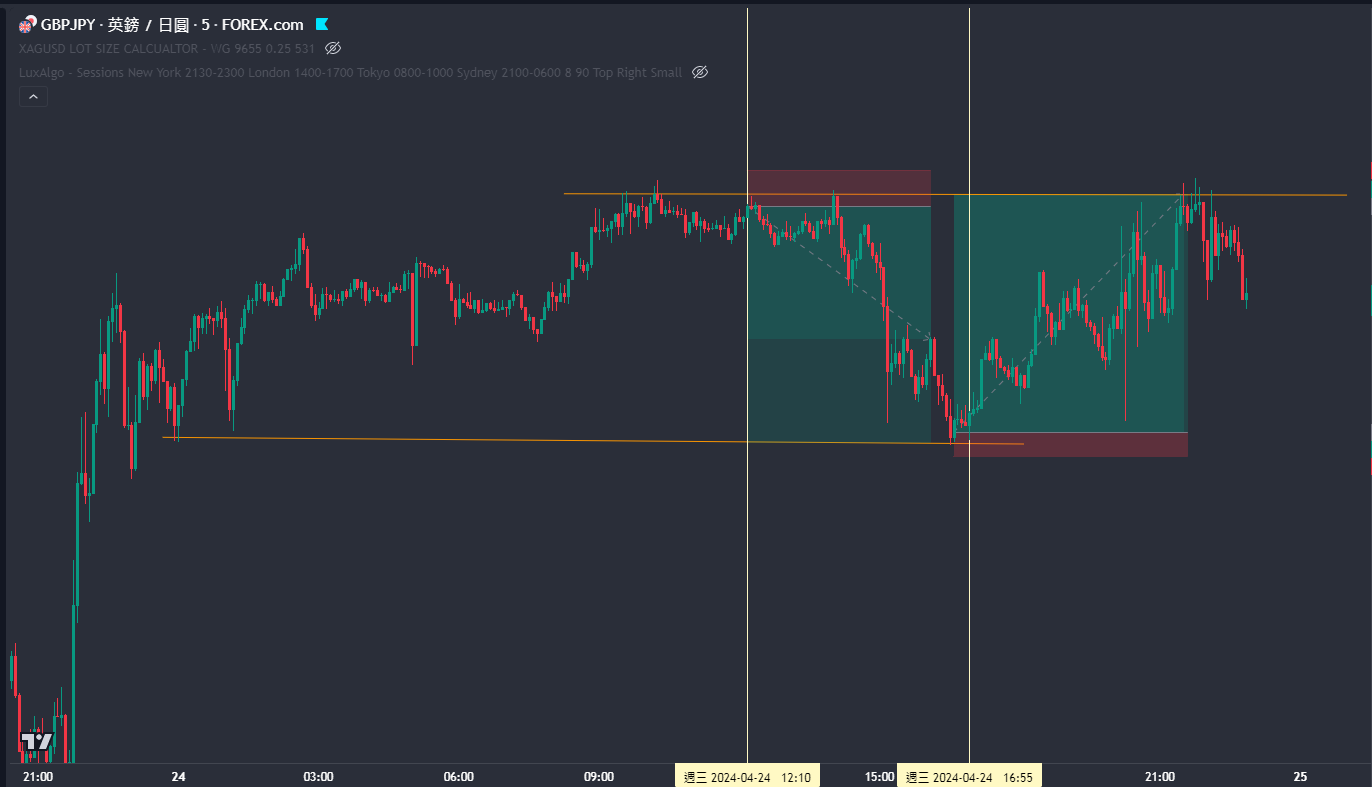 GBPJPY · 英鎊 / 日圓 · 5 · FOREX.com
XAGUSD LOT SIZE CALCUALTOR - WG 9655 0.25 531
LuxAlgo - Sessions New York 2130-2300 London 1400-1700 Tokyo 0800-1000 Sydney 2100-0600 8 90 Top Right Small
21:00 24 03:00 06:00 09:00 週三 2024-04-24 12:10 15:00 週三 2024-04-24 16:55 21:00 25